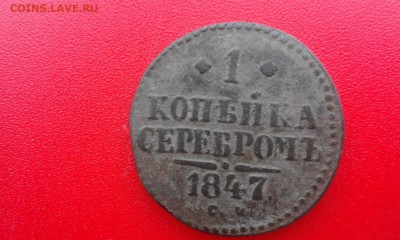 COINS.LAVE.RU
1
КОПѢЙКА
СЕРЕБРОМЪ
1847